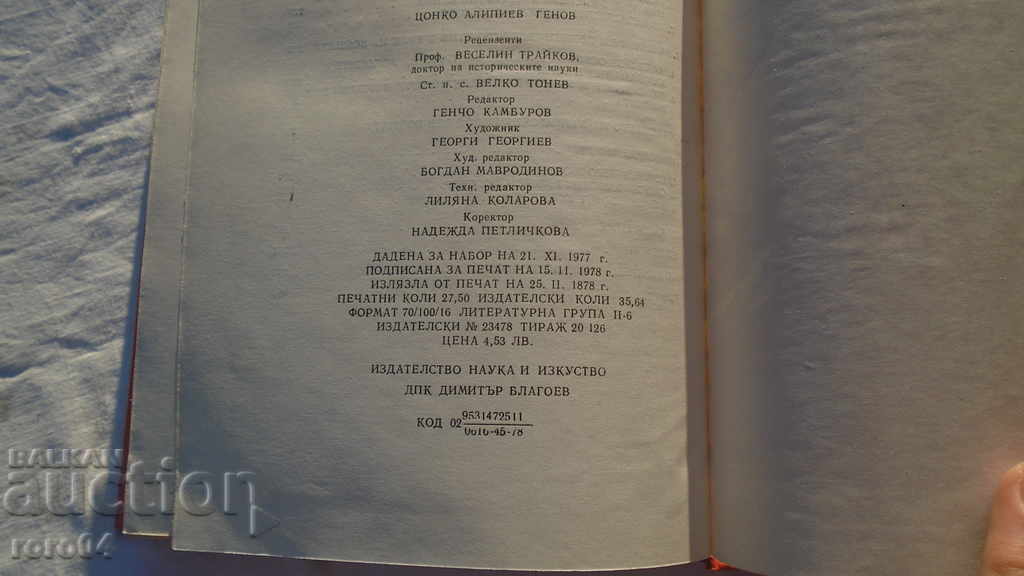 ЦОНКО АЛИПИЕВ ГЕНОВ
Рецензенти
Проф. ВЕСЕЛИН ТРАЙКОВ,
доктор на историческите науки
Ст. н. с. ВЕЛКО ТОНЕВ
Редактор
ГЕНЧО КАМБУРОВ
Художник
ГЕОРГИ ГЕОРГИЕВ
Худ. редактор
БОГДАН МАВРОДИНОВ
Техн. редактор
ЛИЛЯНА КОЛАРОВА
Коректор
НАДЕЖДА ПЕТЛИЧКОВА
ДАДЕНА ЗА НАБОР НА 21. XI. 1977 г.
ПОДПИСАНА ЗА ПЕЧАТ НА 15. II. 1978 г.
ИЗЛЯЗЛА ОТ ПЕЧАТ НА 25. II. 1878 г.
ПЕЧАТНИ КОЛИ 27,50 ИЗДАТЕЛСКИ КОЛИ 35,64
ФОРМАТ 70/100/16 ЛИТЕРАТУРНА ГРУПА II-6
ИЗДАТЕЛСКИ № 23478 ТИРАЖ 20 126
ЦЕНА 4,53 ЛВ.
ИЗДАТЕЛСТВО НАУКА И ИЗКУСТВО
ДПК ДИМИТЪР БЛАГОЕВ
КОД 02 9531472511
0616-45-78
BALKAN
auction
roro04